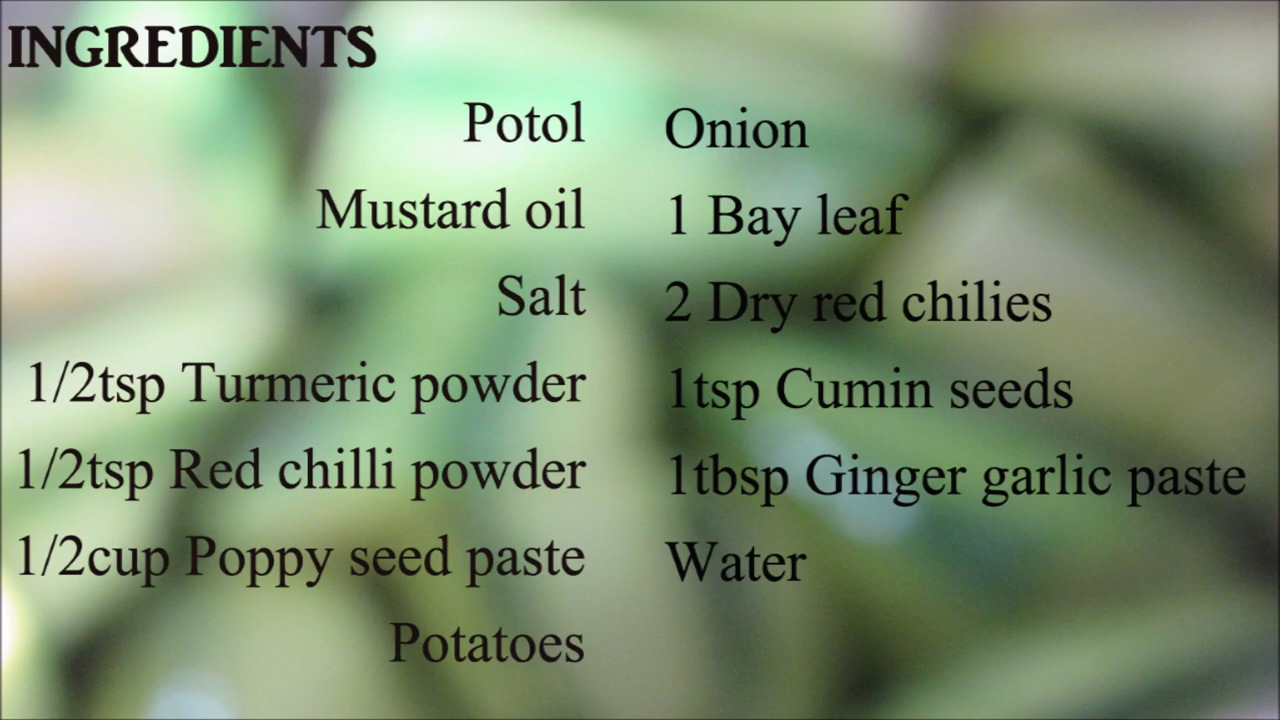 INGREDIENTS
Potol
Mustard oil
Salt
1/2tsp Turmeric powder
1/2tsp Red chilli powder
1/2cup Poppy seed paste
Potatoes
Onion
1 Bay leaf
2 Dry red chilies
1tsp Cumin seeds
1tbsp Ginger garlic paste
Water